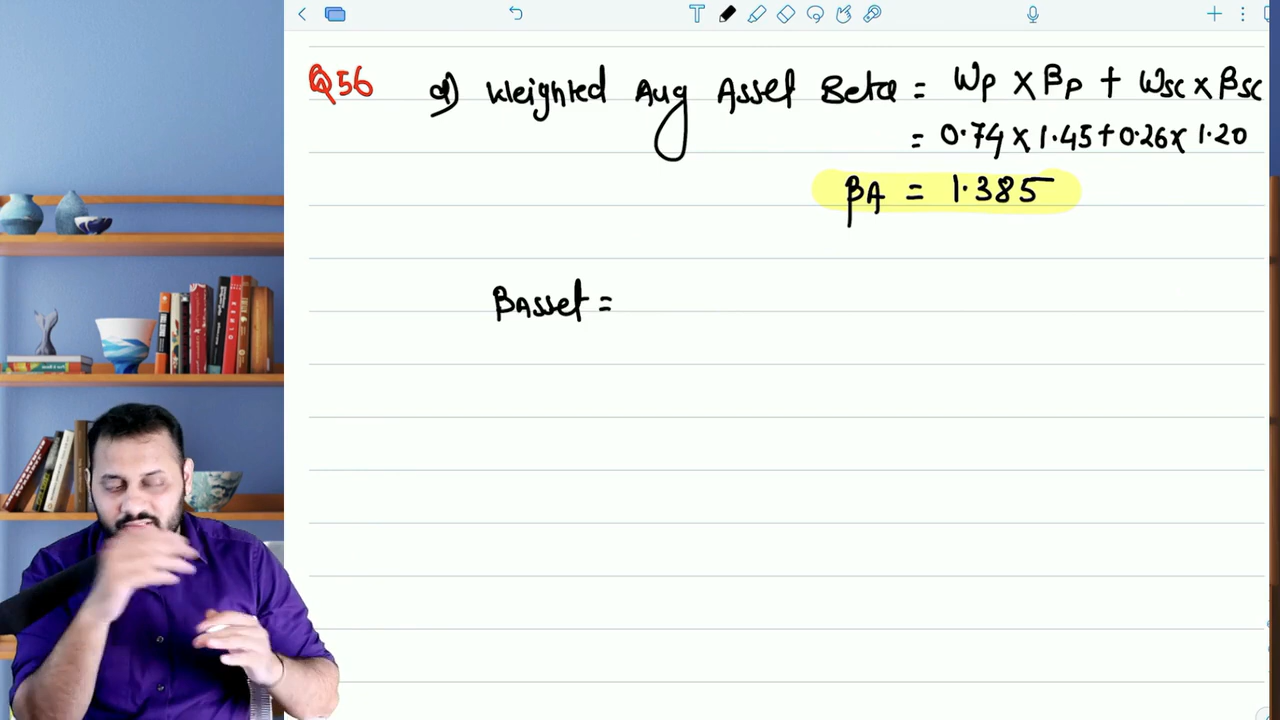 Q56 a) Weighted Avg Asset Beta = Wp × βp + Wsc × βsc
= 0.74 × 1.45 + 0.26 × 1.20
βA = 1.385
βAsset =